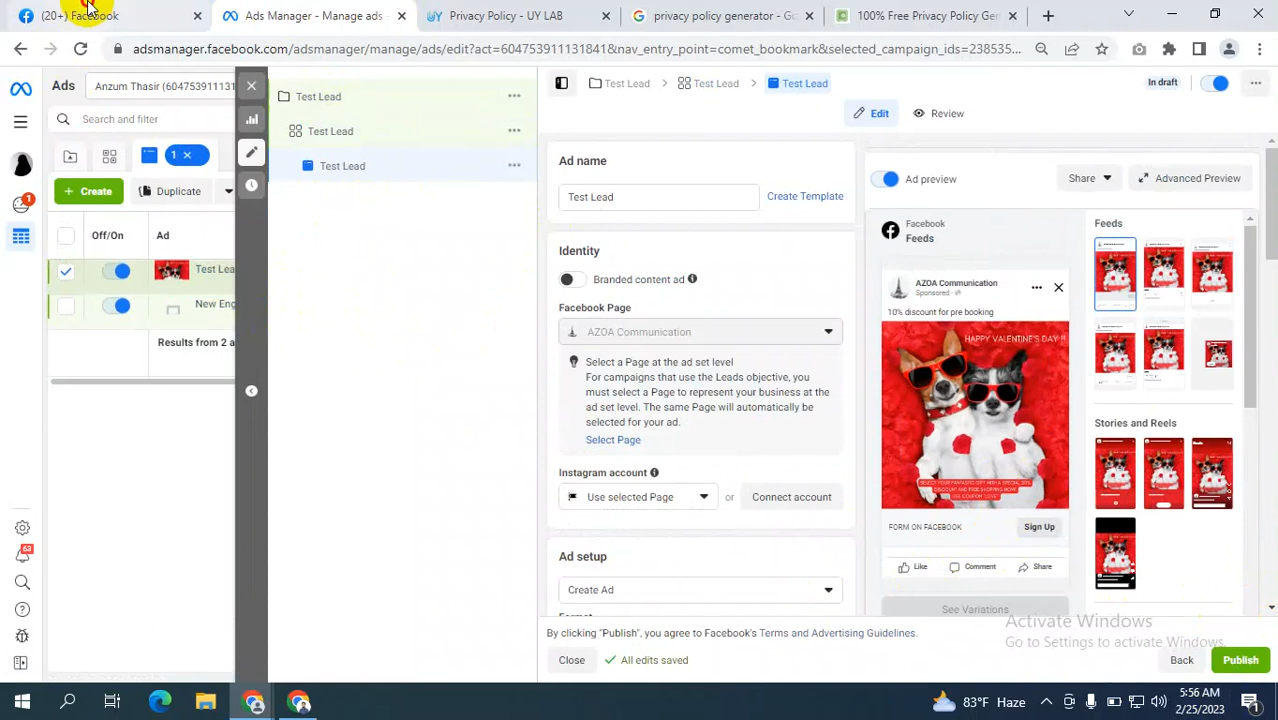 (20+) Facebook
Ads Manager - Manage ads -
Privacy Policy - UY LAB
privacy policy generator - Goo
100% Free Privacy Policy Gene
adsmanager.facebook.com/adsmanager/manage/ads/edit?act=604753911131841&nav_entry_point=comet_bookmark&selected_campaign_ids=238535...
Ads
Anzum Thasir (60475391113
Search and filter
1
Create
Duplicate
Off/On
Ad
Test Lea
New Eng
Results from 2 a
Test Lead
Test Lead
Test Lead
Test Lead
Test Lead
Test Lead
In draft
Edit
Review
Ad name
Test Lead
Create Template
Identity
Branded content ad
Facebook Page
AZOA Communication
Select a Page at the ad set level
For campaigns that use the Leads objective, you
must select a Page to represent your business at the
ad set level. The same Page will automatically be
selected for your ad.
Select Page
Instagram account
Use selected Page
or
Connect account
Ad setup
Create Ad
Format
Ad preview
Share
Advanced Preview
Facebook
Feeds
AZOA Communication
Sponsored
10% discount for pre booking
HAPPY VALENTINE'S DAY !!
FORM ON FACEBOOK
Sign Up
Like
Comment
Share
See Variations
Feeds
Stories and Reels
By clicking "Publish", you agree to Facebook's Terms and Advertising Guidelines.
Close
All edits saved
Back
Publish
Activate Windows
Go to Settings to activate Windows.
83°F Haze
5:56 AM
2/25/2023